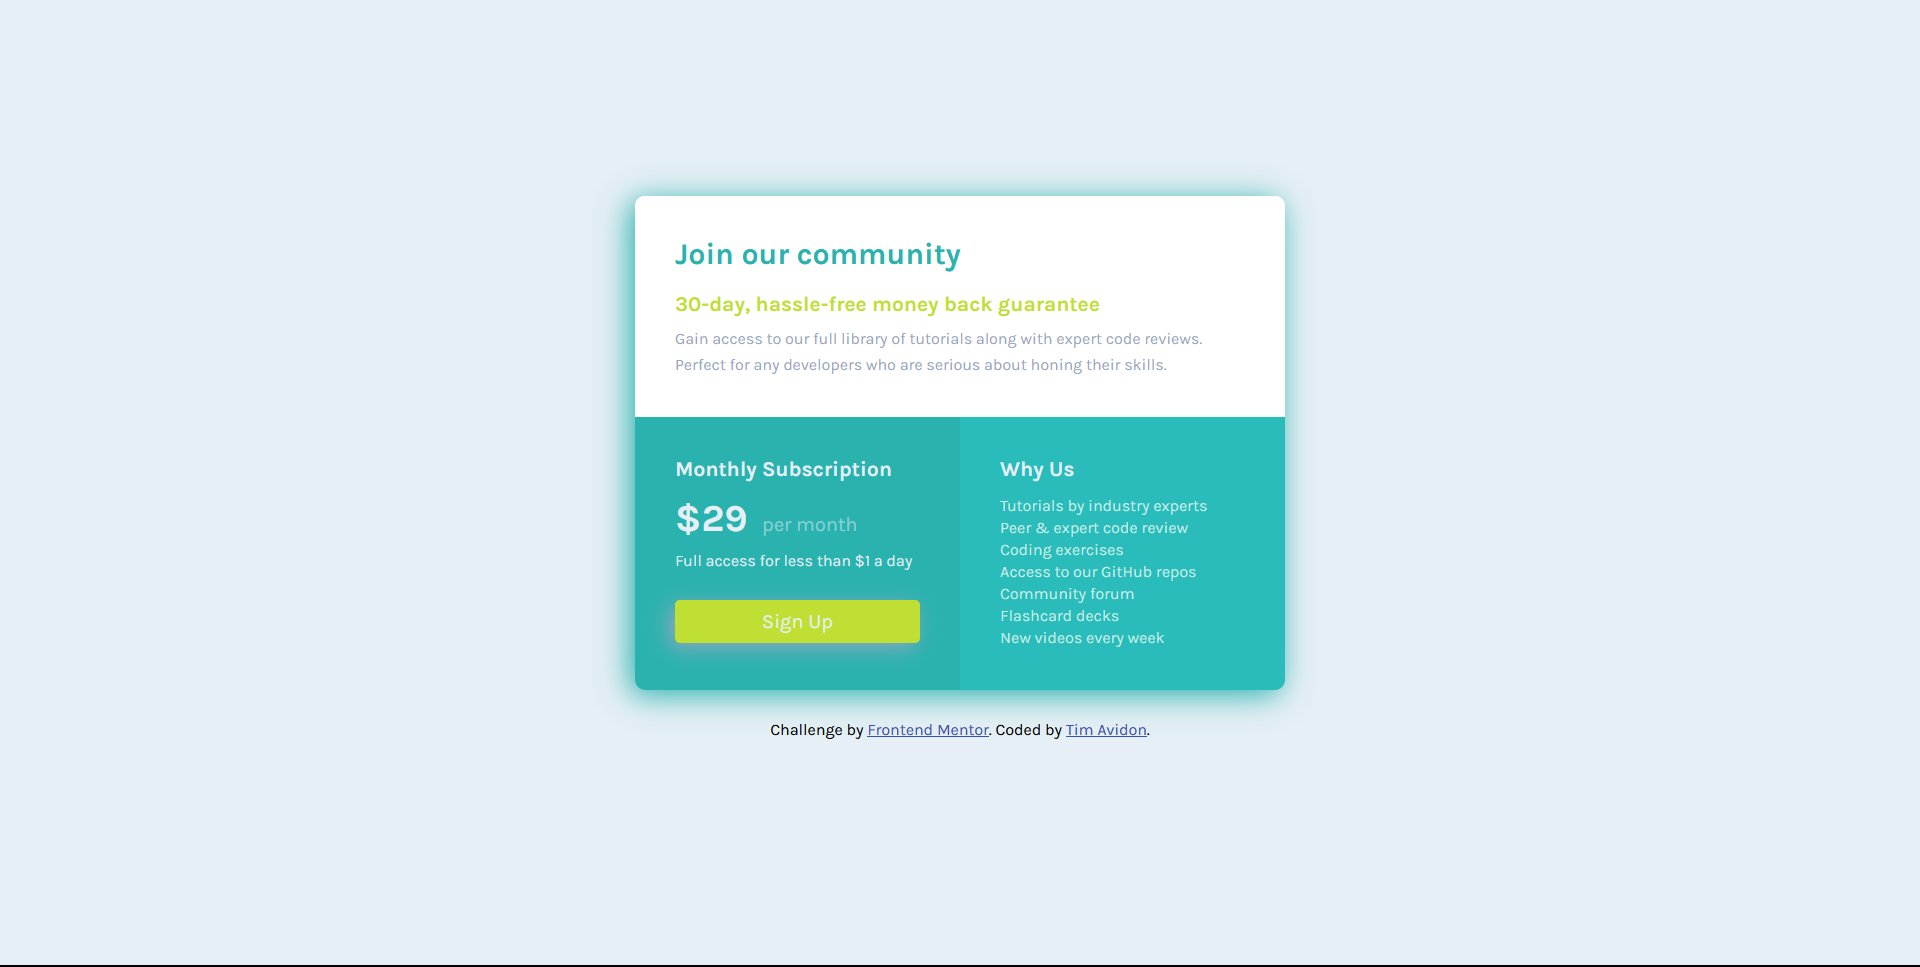 Join our community
30-day, hassle-free money back guarantee
Gain access to our full library of tutorials along with expert code reviews.
Perfect for any developers who are serious about honing their skills.
Monthly Subscription
$29 per month
Full access for less than $1 a day
Sign Up
Why Us
Tutorials by industry experts
Peer & expert code review
Coding exercises
Access to our GitHub repos
Community forum
Flashcard decks
New videos every week
Challenge by Frontend Mentor. Coded by Tim Avidon.